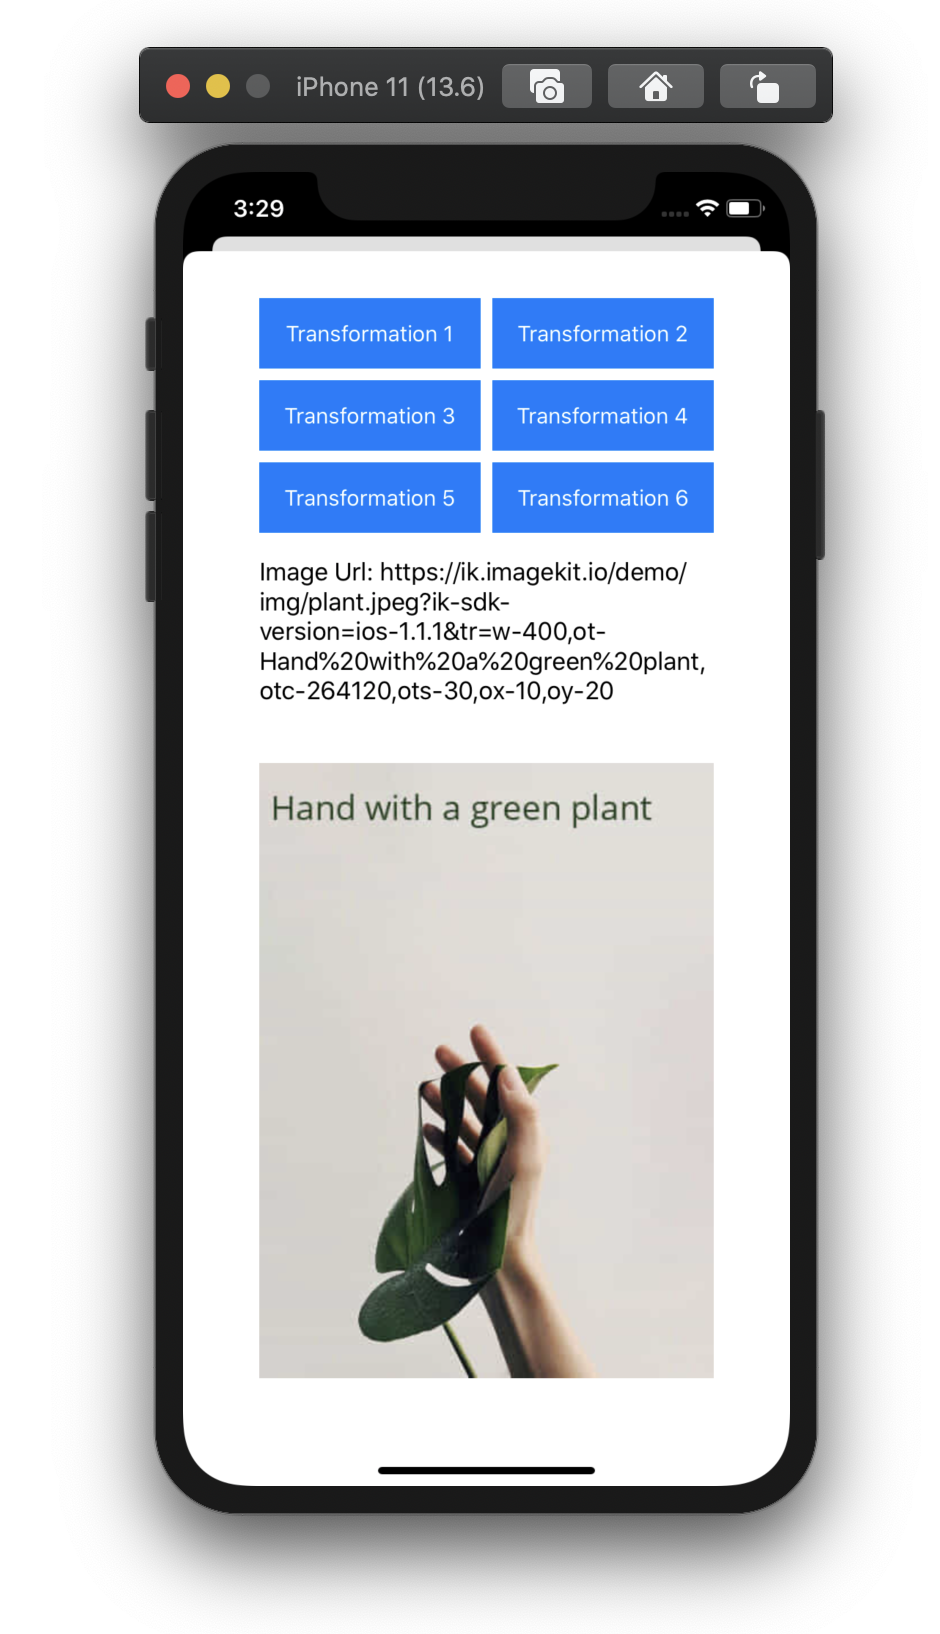 iPhone 11 (13.6)
3:29
Transformation 1 Transformation 2
Transformation 3 Transformation 4
Transformation 5 Transformation 6
Image Url: https://ik.imagekit.io/demo/
img/plant.jpeg?ik-sdk-
version=ios-1.1.1&tr=w-400,ot-
Hand%20with%20a%20green%20plant,
otc-264120,ots-30,ox-10,oy-20
Hand with a green plant